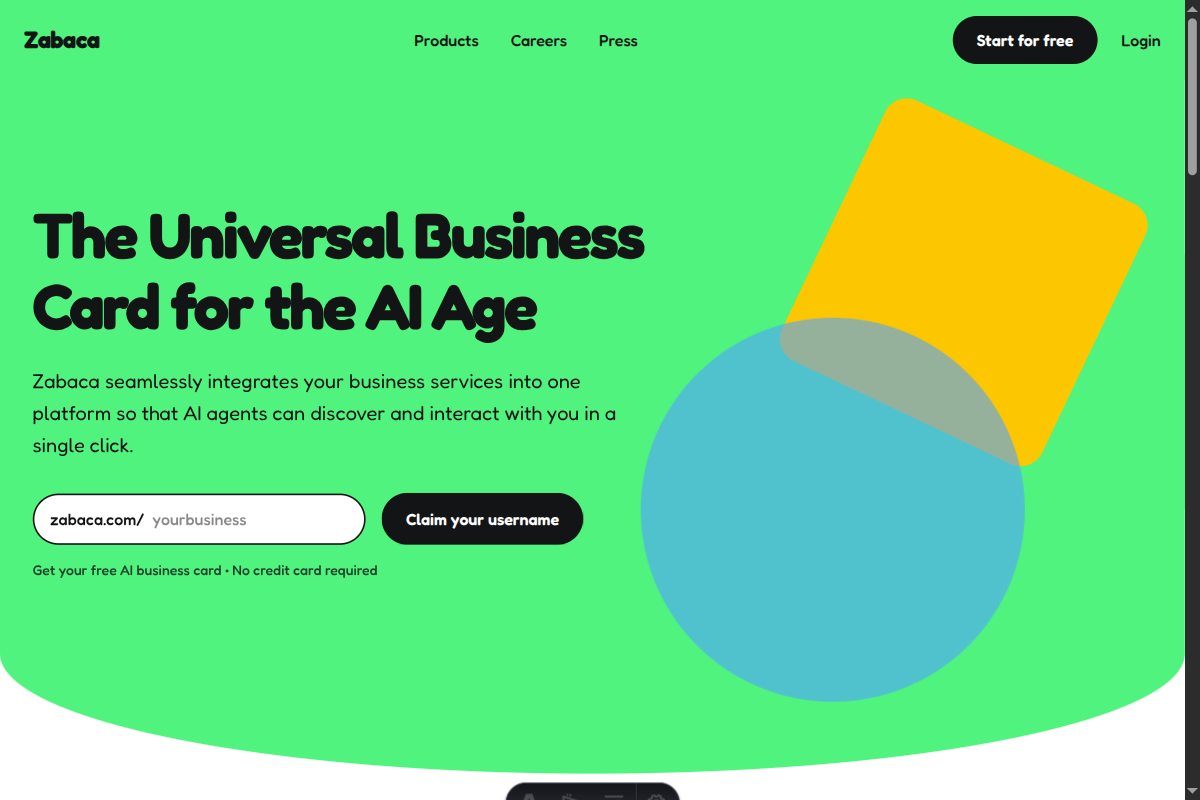 Zabaca
Products
Careers
Press
Start for free
Login
The Universal Business
Card for the AI Age
Zabaca seamlessly integrates your business services into one
platform so that AI agents can discover and interact with you in a
single click.
zabaca.com/ yourbusiness
Claim your username
Get your free AI business card • No credit card required